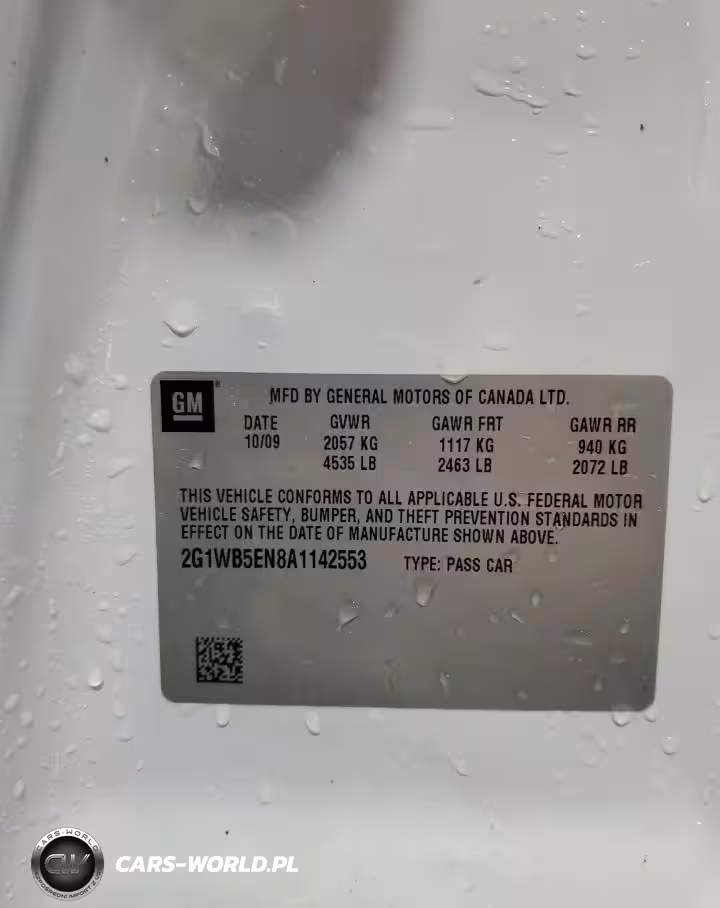 GM ®
MFD BY GENERAL MOTORS OF CANADA LTD.
DATE GVWR GAWR FRT GAWR RR
10/09 2057 KG 1117 KG 940 KG
4535 LB 2463 LB 2072 LB
THIS VEHICLE CONFORMS TO ALL APPLICABLE U.S. FEDERAL MOTOR
VEHICLE SAFETY, BUMPER, AND THEFT PREVENTION STANDARDS IN
EFFECT ON THE DATE OF MANUFACTURE SHOWN ABOVE.
2G1WB5EN8A1142553 TYPE: PASS CAR
CARS-WORLD
CW
CARS-WORLD.PL